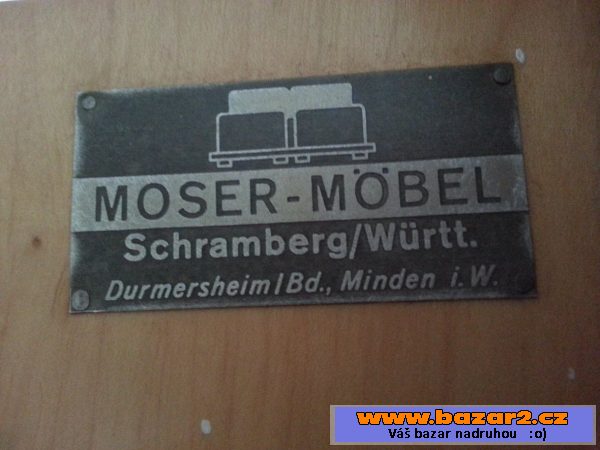 MOSER-MÖBEL
Schramberg/Württ.
Durmersheim/Bd., Minden i.W.
www.bazar2.cz
Váš bazar nadruhou :o)